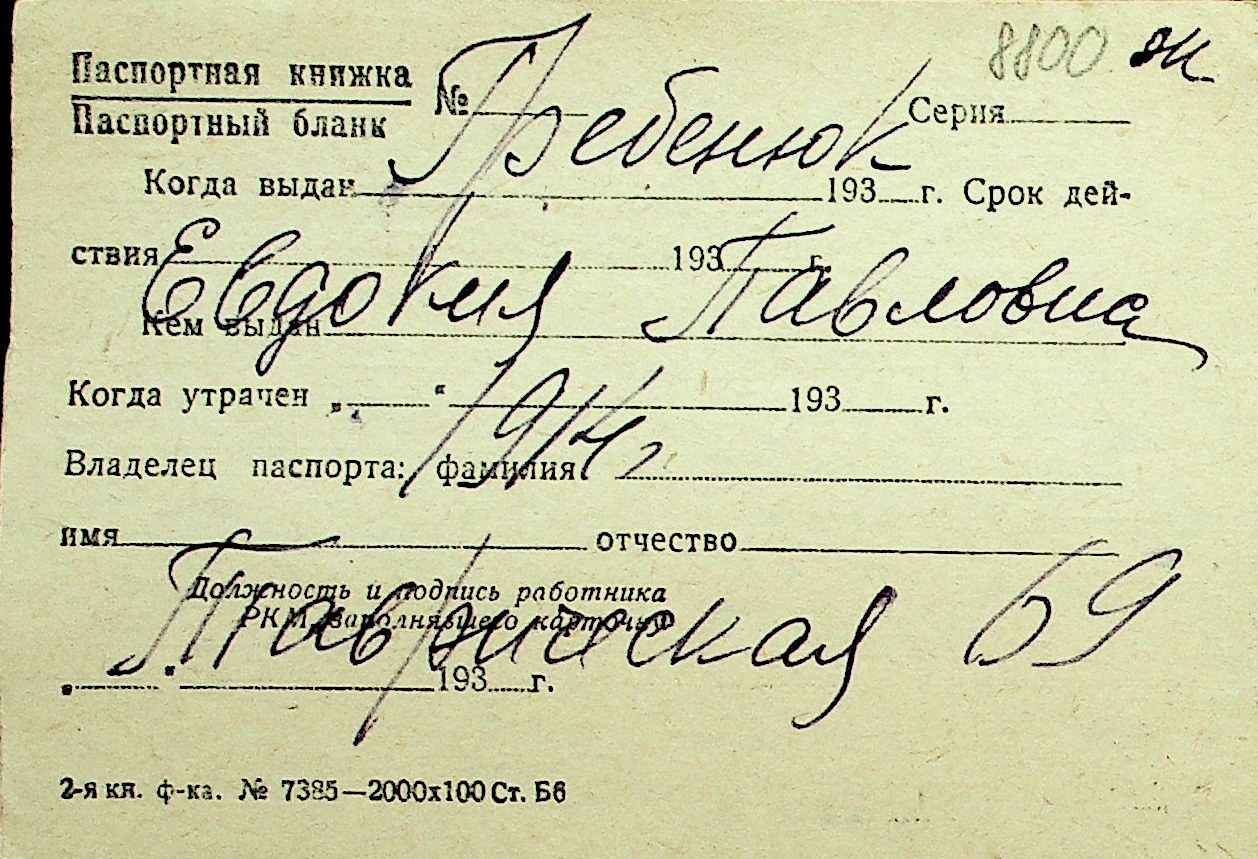 8800 ж
Паспортная книжка
Паспортный бланк № Серия
Гребенюк
Когда выдан 193 г. Срок дей-
ствия 193 г.
Евдокия Павловна
Кем выдан
Когда утрачен „ “ 193 г.
1914 г
Владелец паспорта: фамилия
имя отчество
Должность и подпись работника
РКМ, заполнявшего карточку
Таврическая 69
„ " 193 г.
2-я кн. ф-ка. № 7385—2000х100 Ст. Бб